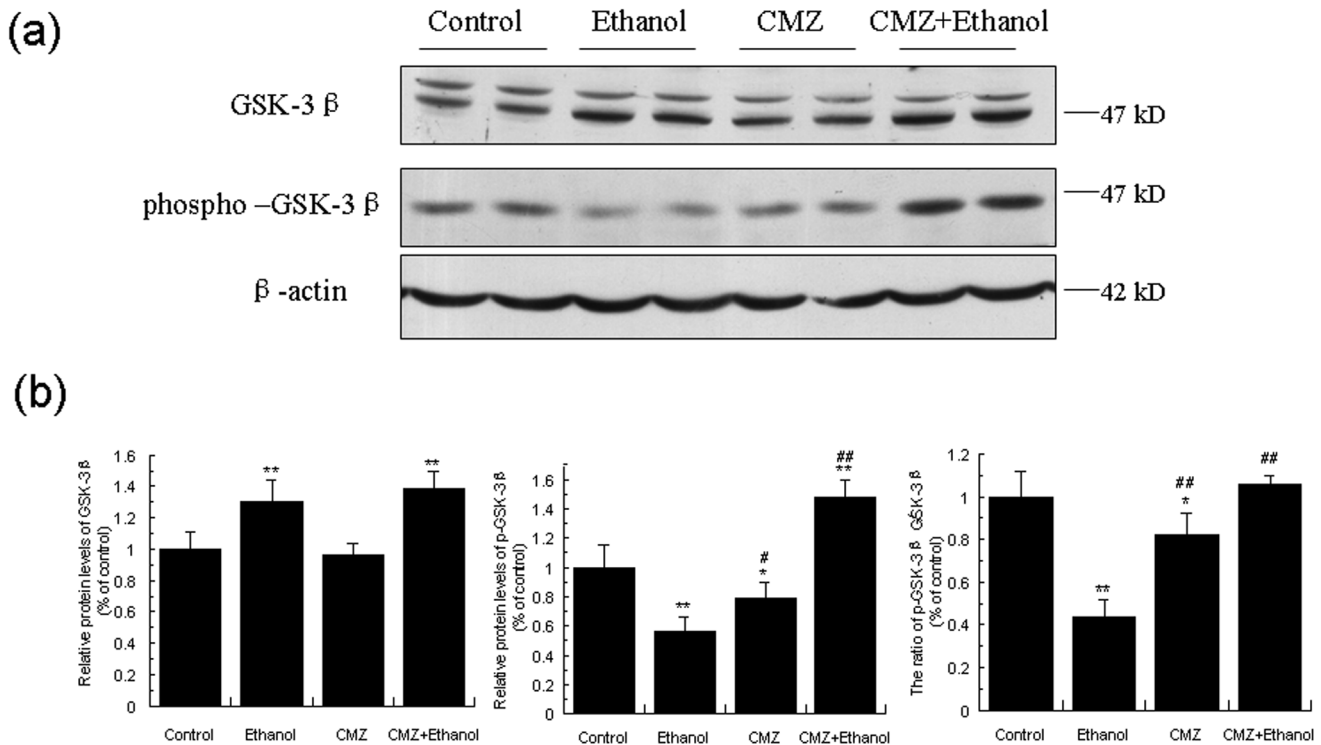 (a)
Control Ethanol CMZ CMZ+Ethanol
GSK-3β
47 kD
phospho –GSK-3β
47 kD
β-actin
42 kD
(b)
Relative protein levels of GSK-3β
(% of control)
1.6
1.4
1.2
1
0.8
0.6
0.4
0.2
0
**
**
Control Ethanol CMZ CMZ+Ethanol
Relative protein levels of p-GSK-3β
(% of control)
1.6
1.4
1.2
1
0.8
0.6
0.4
0.2
0
**
#
*
##
**
Control Ethanol CMZ CMZ+Ethanol
The ratio of p-GSK-3β GSK-3β
(% of control)
1.2
1
0.8
0.6
0.4
0.2
0
**
##
*
##
Control Ethanol CMZ CMZ+Ethanol